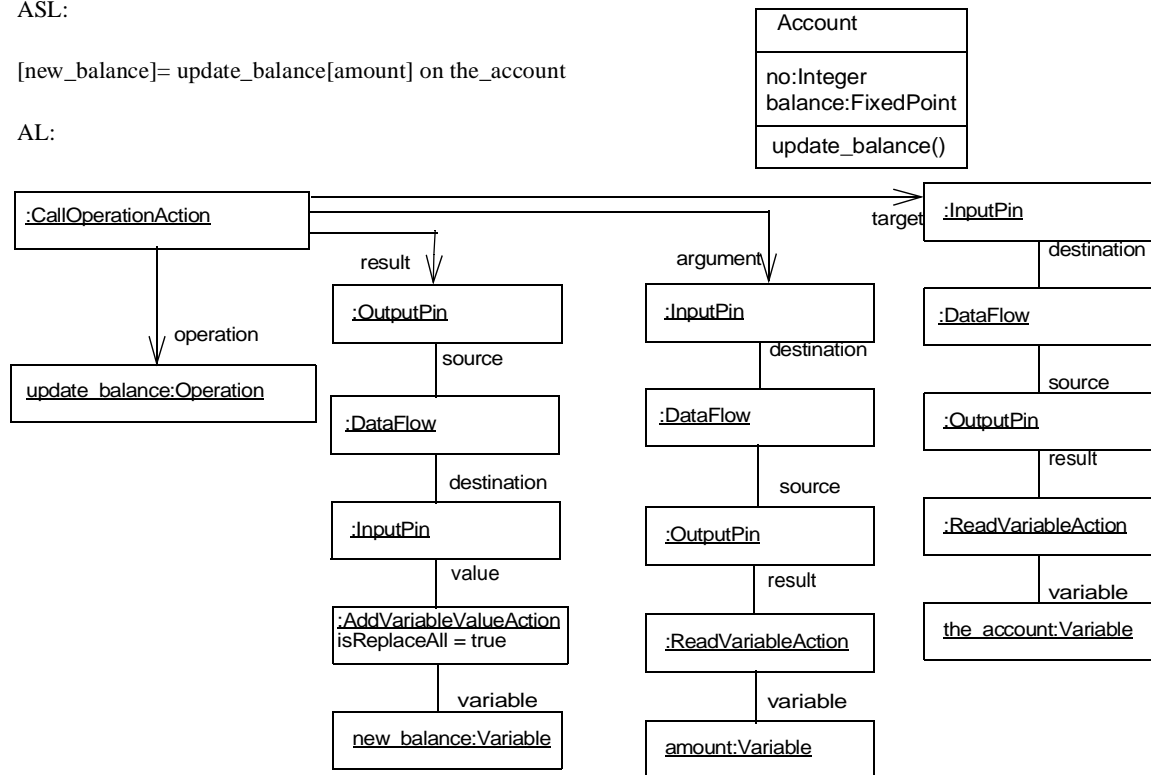 ASL:
[new_balance]= update_balance[amount] on the_account
AL:
Account
no:Integer
balance:FixedPoint
update_balance()
:CallOperationAction
target
:InputPin
destination
result
argument
:OutputPin
:InputPin
:DataFlow
operation
source
destination
source
update_balance:Operation
:DataFlow
:DataFlow
:OutputPin
result
destination
source
:InputPin
:OutputPin
:ReadVariableAction
value
result
variable
:AddVariableValueAction
isReplaceAll = true
:ReadVariableAction
the_account:Variable
variable
variable
new_balance:Variable
amount:Variable